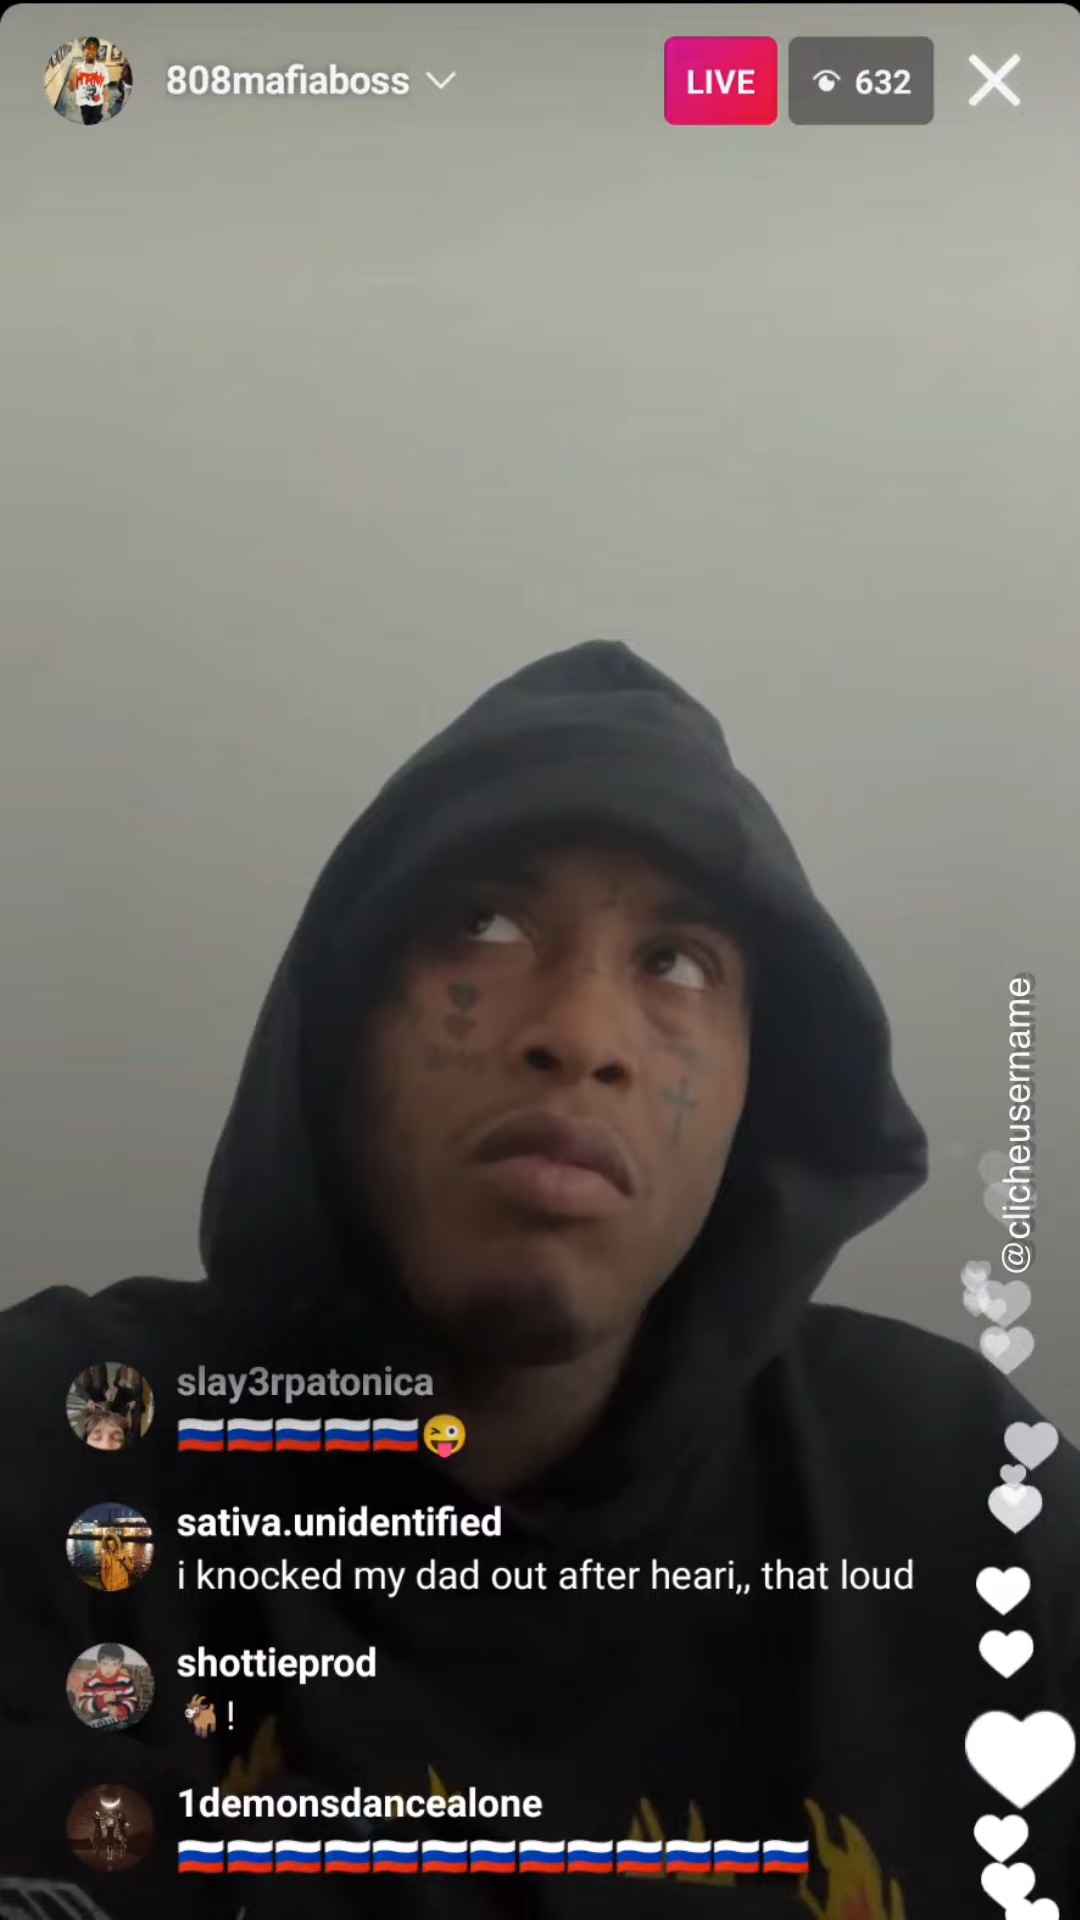 808mafiaboss
LIVE
632
@clicheusername
slay3rpatonica
🇷🇺🇷🇺🇷🇺🇷🇺🇷🇺😜
sativa.unidentified
i knocked my dad out after heari,, that loud
shottieprod
🐐!
1demonsdancealone
🇷🇺🇷🇺🇷🇺🇷🇺🇷🇺🇷🇺🇷🇺🇷🇺🇷🇺🇷🇺🇷🇺🇷🇺🇷🇺